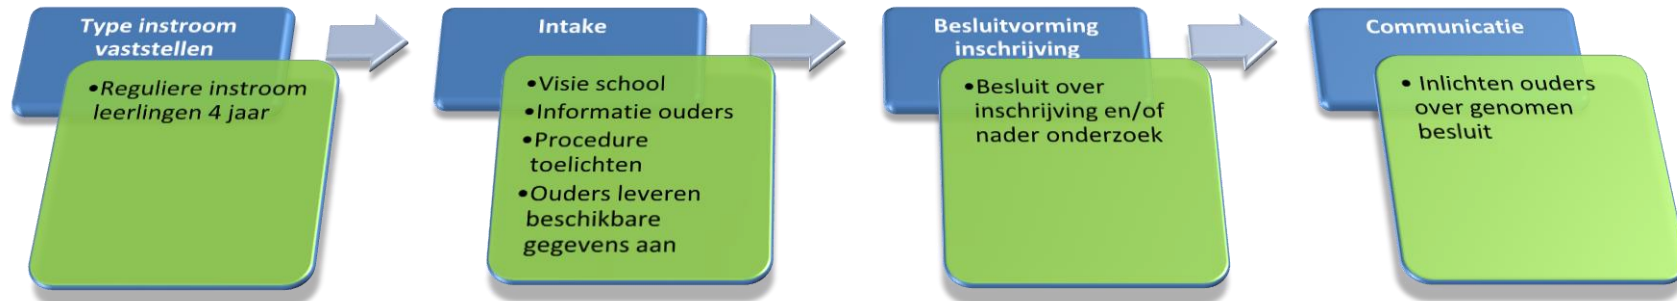 Type instroom
vaststellen
•Reguliere instroom
leerlingen 4 jaar
Intake
•Visie school
•Informatie ouders
•Procedure
toelichten
•Ouders leveren
beschikbare
gegevens aan
Besluitvorming
inschrijving
•Besluit over
inschrijving en/of
nader onderzoek
Communicatie
• Inlichten ouders
over genomen
besluit